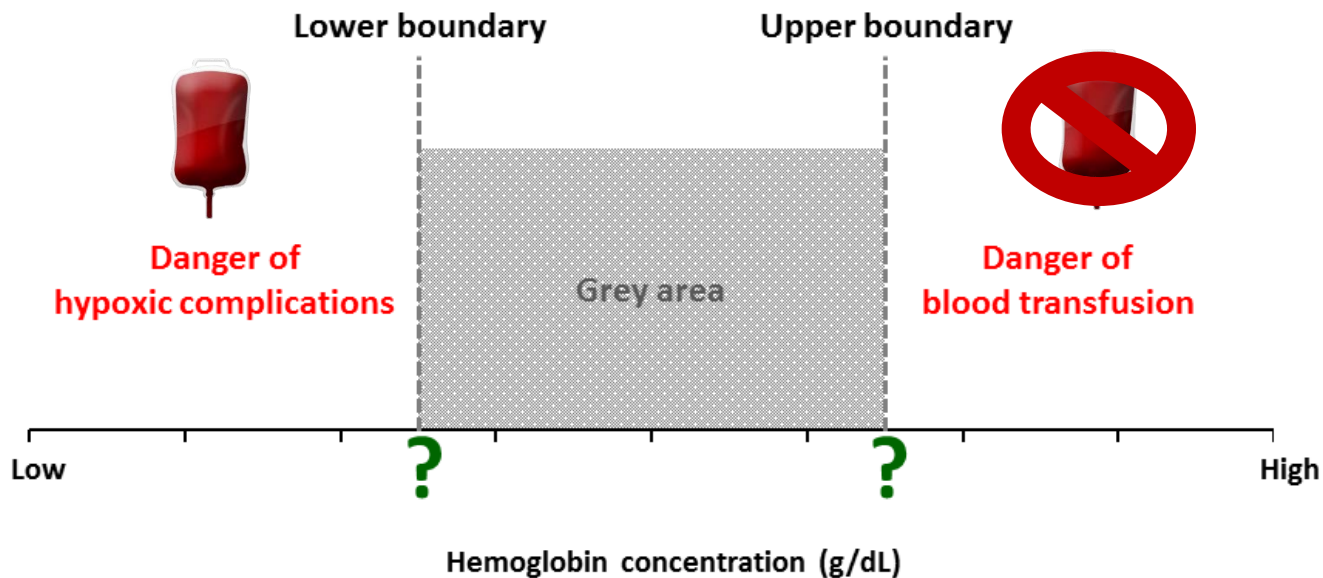 Lower boundary
Upper boundary
Danger of
hypoxic complications
Grey area
Danger of
blood transfusion
Low
?
?
High
Hemoglobin concentration (g/dL)